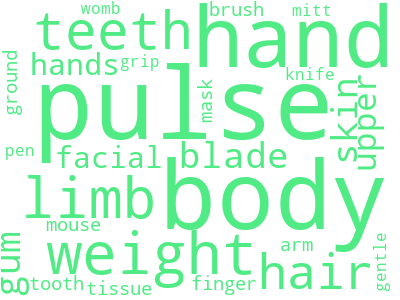 womb brush mitt
teeth hand
hands grip
ground
pulse
mask
knife
skin
upper
pen
facial blade
limb body
mouse
gum
weight arm
gentle
hair
tooth tissue finger